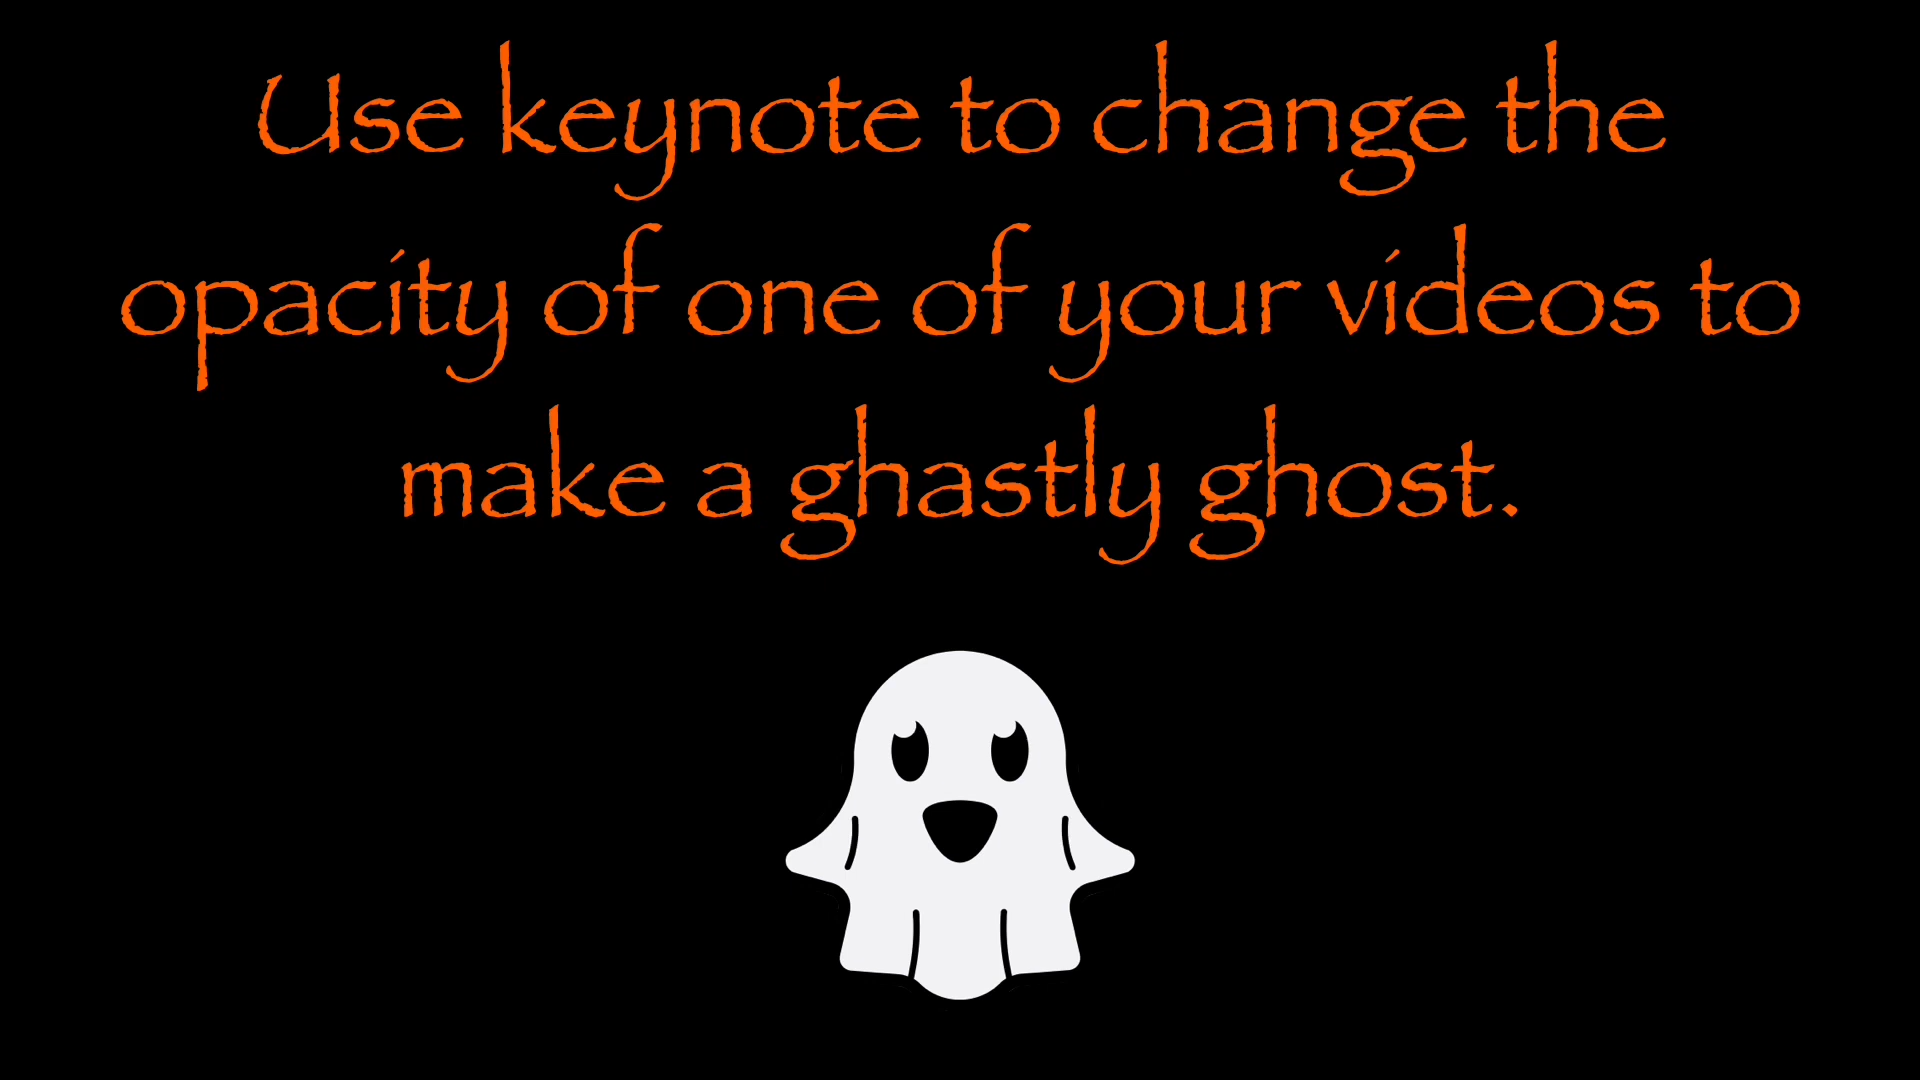 Use keynote to change the
opacity of one of your videos to
make a ghastly ghost.